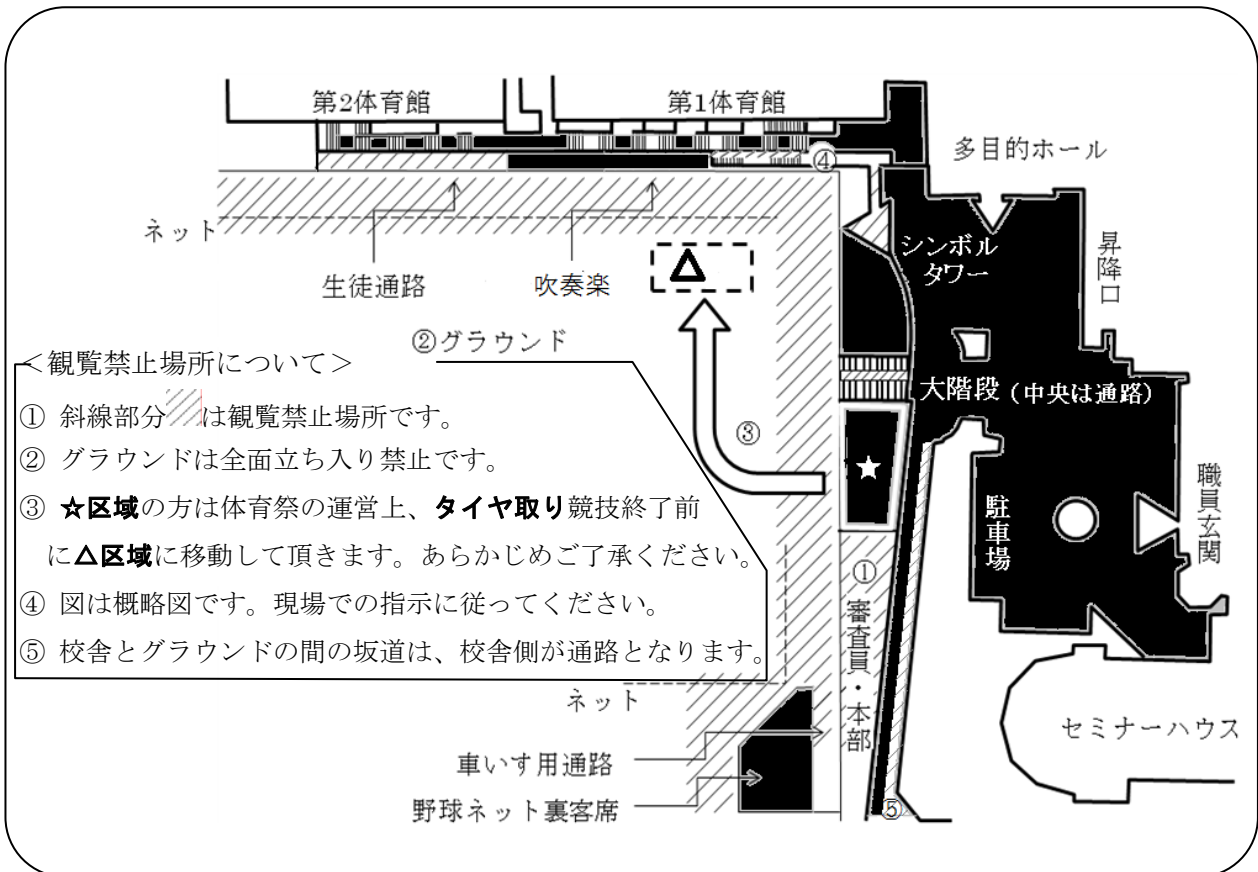 第2体育館
第1体育館
④
多目的ホール
ネット
シンボル
タワー
昇降口
生徒通路
吹奏楽
△
②グラウンド
＜観覧禁止場所について＞
① 斜線部分は観覧禁止場所です。
② グラウンドは全面立ち入り禁止です。
③ ★区域の方は体育祭の運営上、タイヤ取り競技終了前
に△区域に移動して頂きます。あらかじめご了承ください。
④ 図は概略図です。現場での指示に従ってください。
⑤ 校舎とグラウンドの間の坂道は、校舎側が通路となります。
大階段（中央は通路）
③
★
駐車場
職員玄関
①審査員・本部
ネット
セミナーハウス
車いす用通路
野球ネット裏客席
⑤